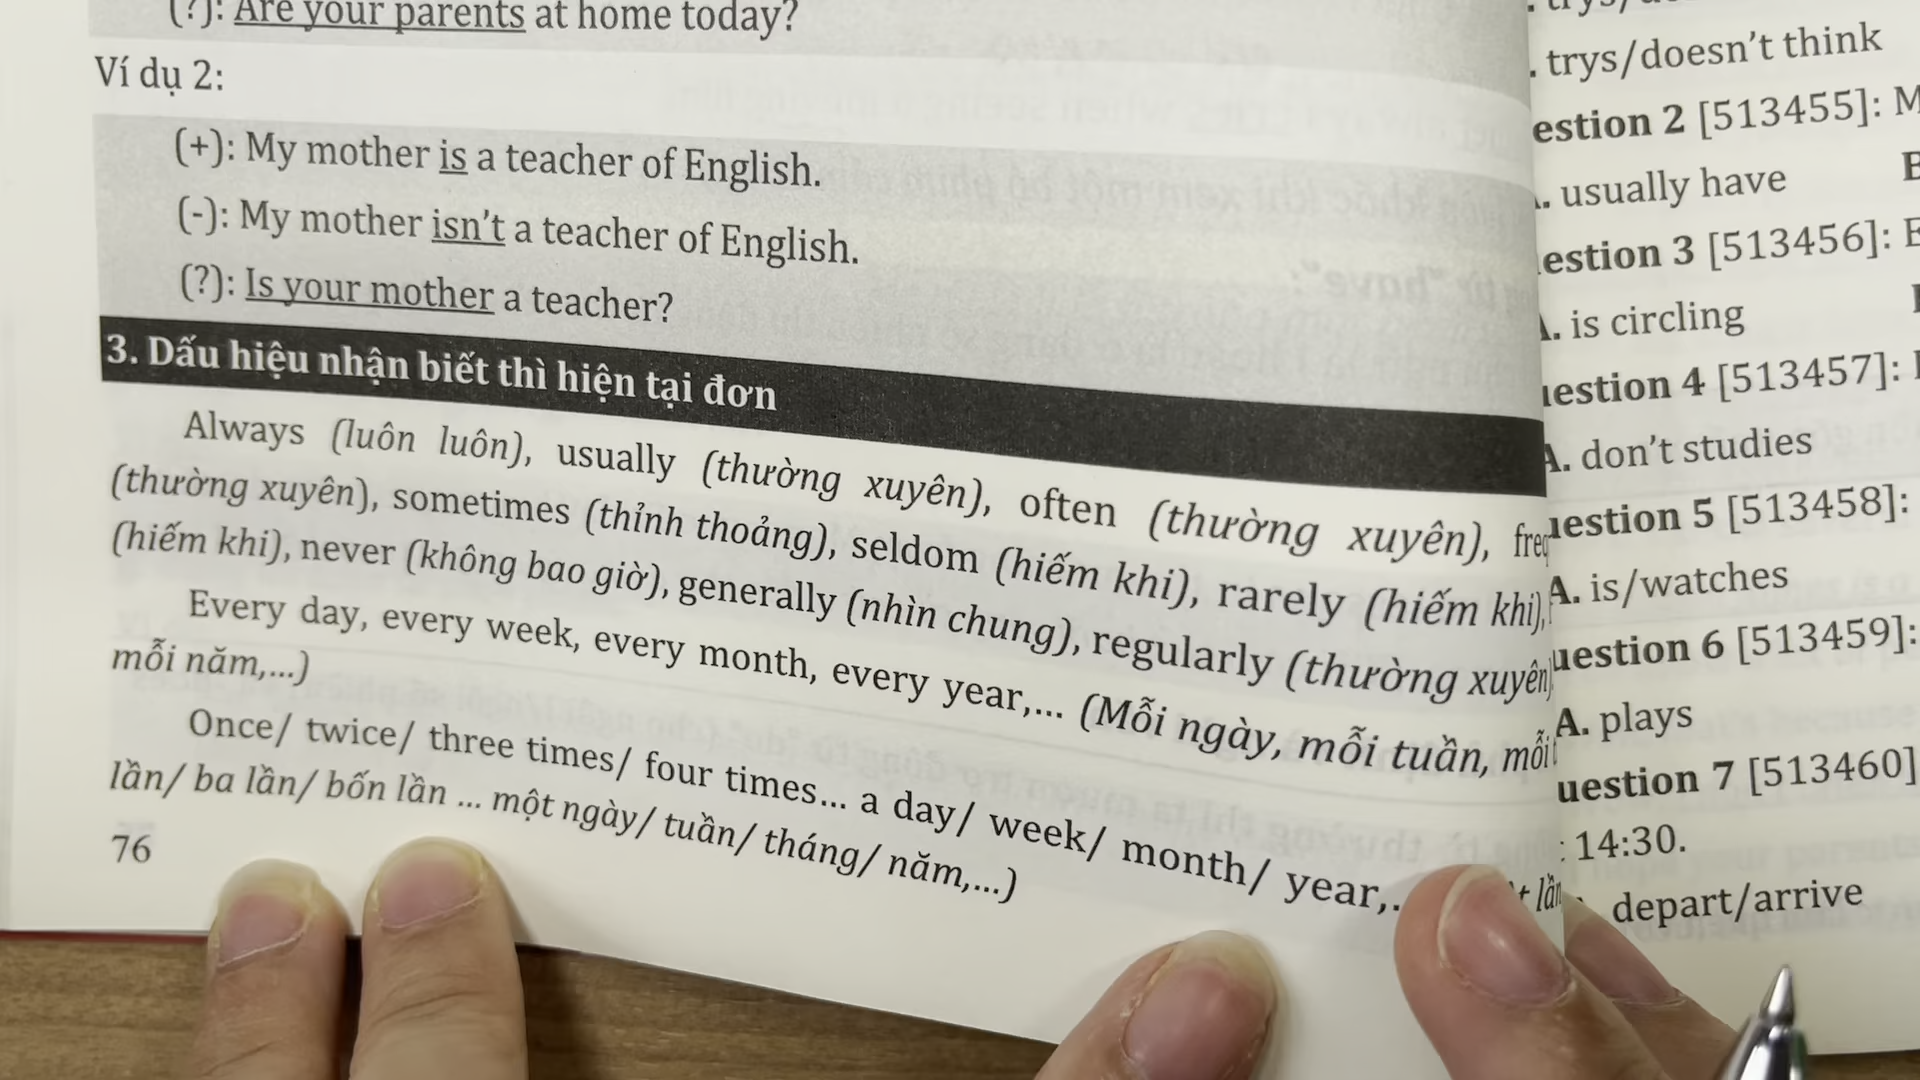 (?): Are your parents at home today?
Ví dụ 2:
(+): My mother is a teacher of English.
(-): My mother isn't a teacher of English.
(?): Is your mother a teacher?
3. Dấu hiệu nhận biết thì hiện tại đơn
Always (luôn luôn), usually (thường xuyên), often (thường xuyên), freq
(thường xuyên), sometimes (thỉnh thoảng), seldom (hiếm khi), rarely (hiếm khi),
(hiếm khi), never (không bao giờ), generally (nhìn chung), regularly (thường xuyên)
Every day, every week, every month, every year,... (Mỗi ngày, mỗi tuần, mỗi
mỗi năm,...)
Once/ twice/ three times/ four times... a day/ week/ month/ year,. lần
lần/ ba lần/ bốn lần ... một ngày/ tuần/ tháng/ năm,...)
76
. trys/doesn't think
estion 2 [513455]: M
. usually have B
estion 3 [513456]: E
. is circling
estion 4 [513457]:
A. don't studies
uestion 5 [513458]:
A. is/watches
uestion 6 [513459]:
A. plays
uestion 7 [513460]
: 14:30.
depart/arrive